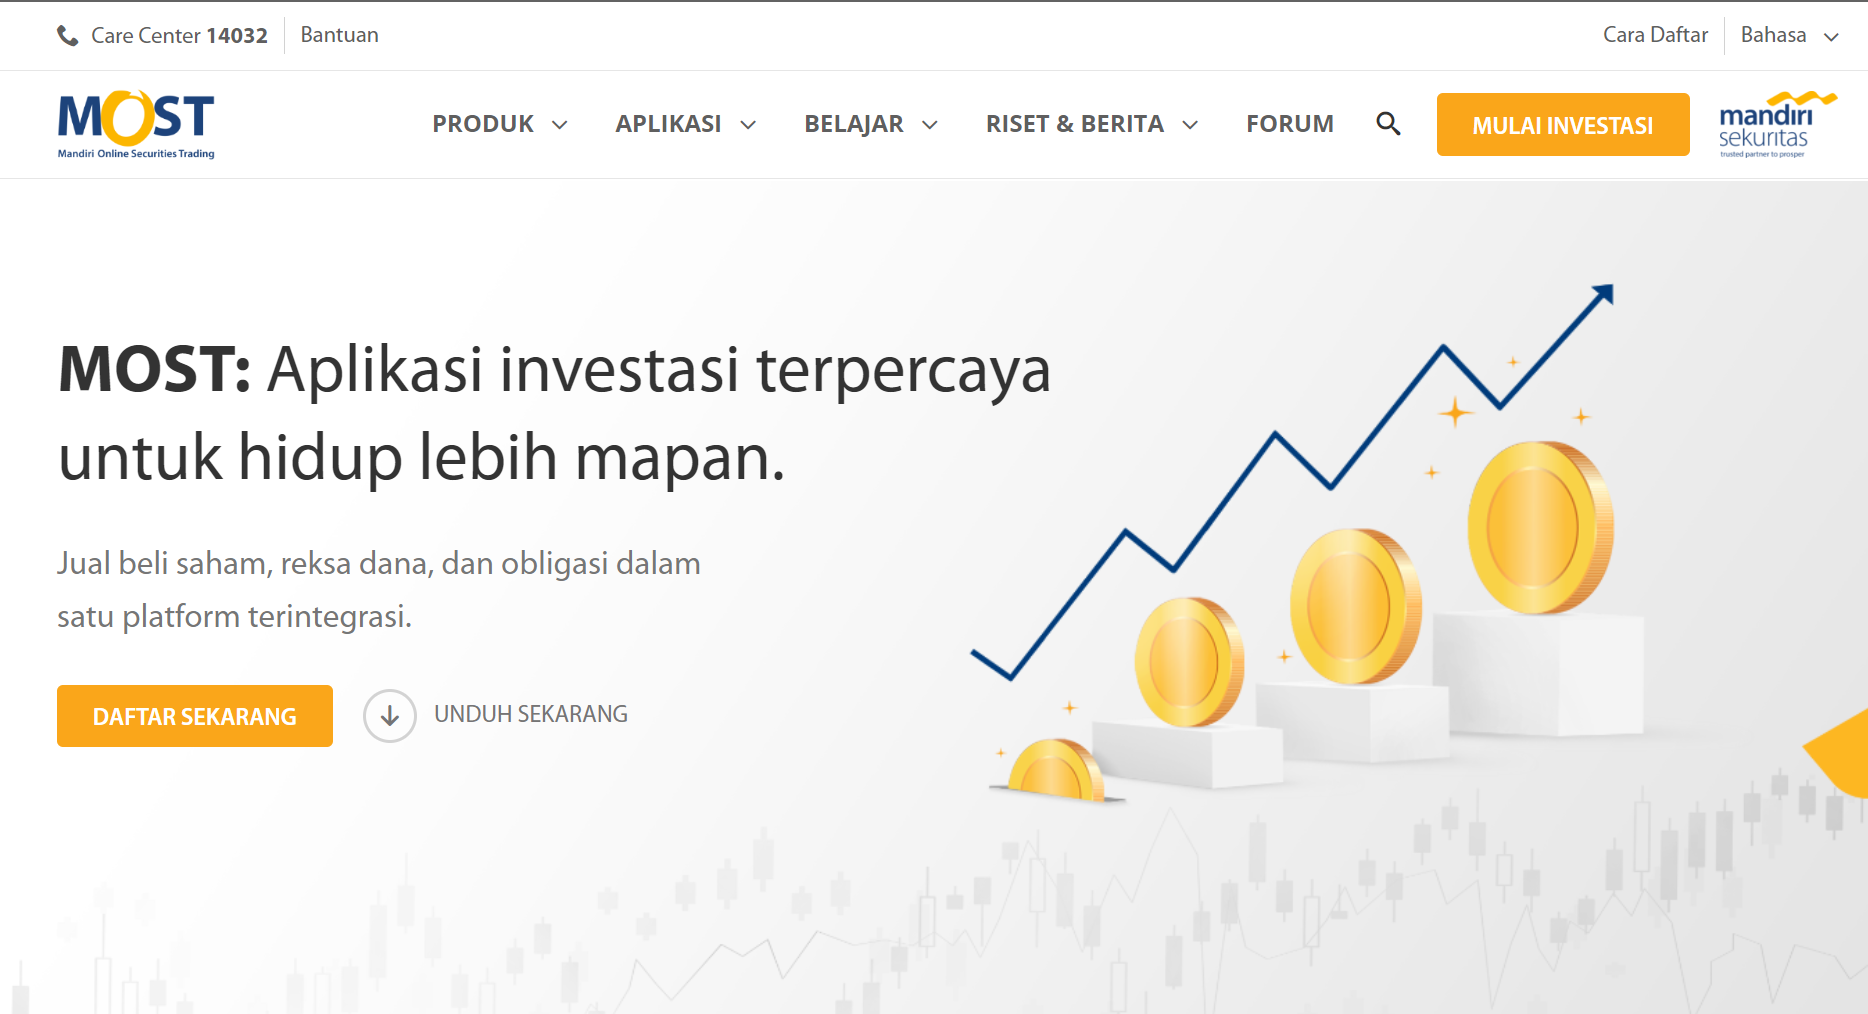 Care Center 14032
Bantuan
Cara Daftar
Bahasa
MOST
Mandiri Online Securities Trading
PRODUK
APLIKASI
BELAJAR
RISET & BERITA
FORUM
MULAI INVESTASI
mandiri
sekuritas
trusted partner to prosper
MOST: Aplikasi investasi terpercaya
untuk hidup lebih mapan.
Jual beli saham, reksa dana, dan obligasi dalam
satu platform terintegrasi.
DAFTAR SEKARANG
UNDUH SEKARANG